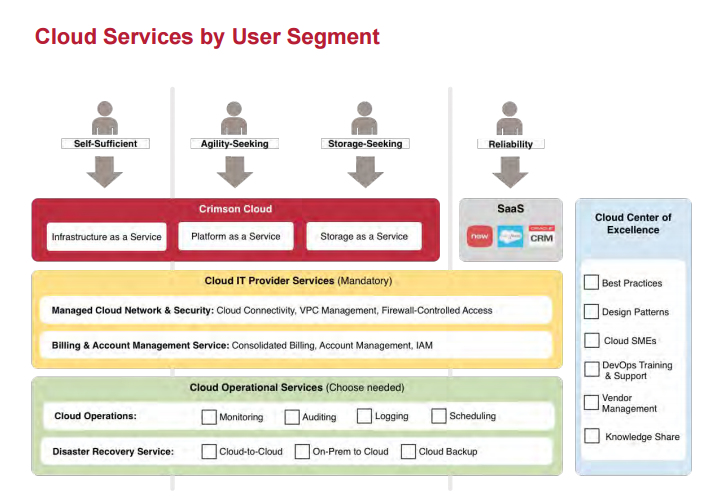 Cloud Services by User Segment
Self-Sufficient
Agility-Seeking
Storage-Seeking
Reliability
Crimson Cloud
Infrastructure as a Service
Platform as a Service
Storage as a Service
SaaS
now
salesforce
ORACLE
CRM
Cloud IT Provider Services (Mandatory)
Managed Cloud Network & Security: Cloud Connectivity, VPC Management, Firewall-Controlled Access
Billing & Account Management Service: Consolidated Billing, Account Management, IAM
Cloud Operational Services (Choose needed)
Cloud Operations:
Monitoring
Auditing
Logging
Scheduling
Disaster Recovery Service:
Cloud-to-Cloud
On-Prem to Cloud
Cloud Backup
Cloud Center of
Excellence
Best Practices
Design Patterns
Cloud SMEs
DevOps Training
& Support
Vendor
Management
Knowledge Share